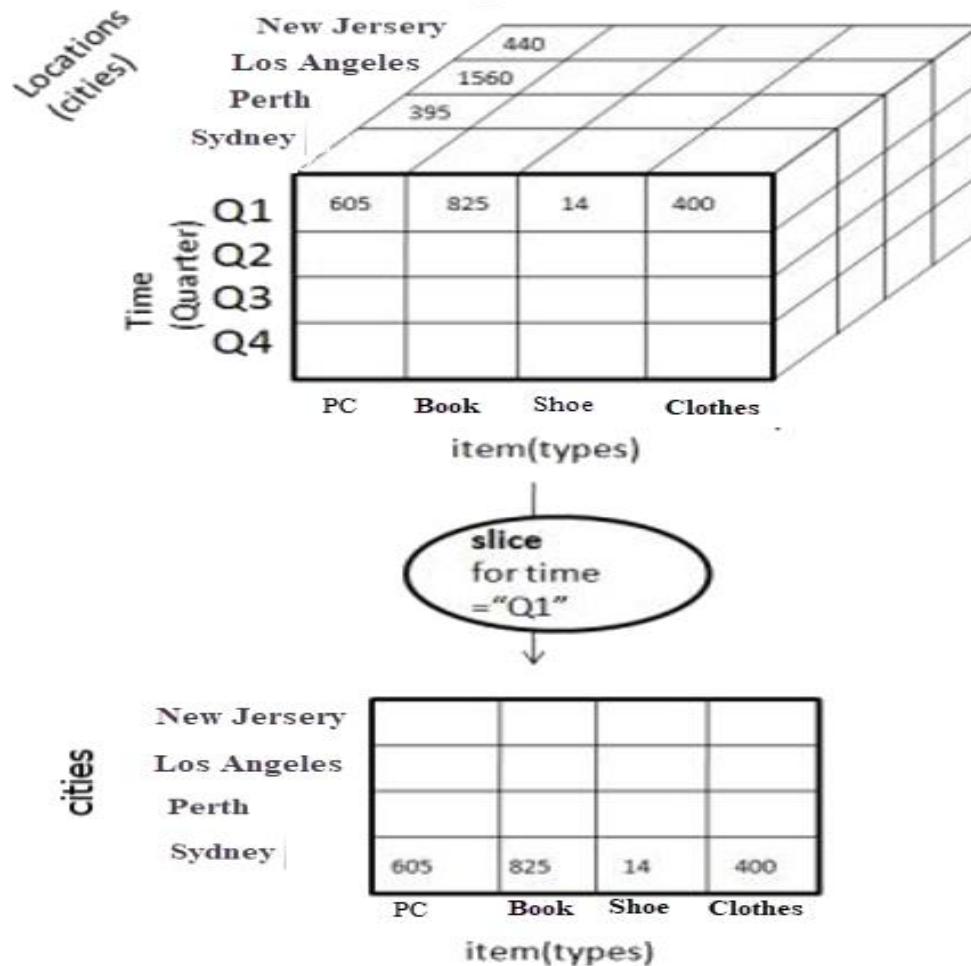 Locations
(cities)
New Jersery
Los Angeles
Perth
Sydney
440
1560
395
Time
(Quarter)
Q1
Q2
Q3
Q4
605 825 14 400
PC Book Shoe Clothes
item(types)
slice
for time
="Q1"
cities
New Jersery
Los Angeles
Perth
Sydney
605 825 14 400
PC Book Shoe Clothes
item(types)